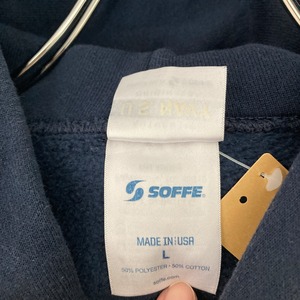 SOFFE
MADE IN USA
L
50% POLYESTER • 50% COTTON